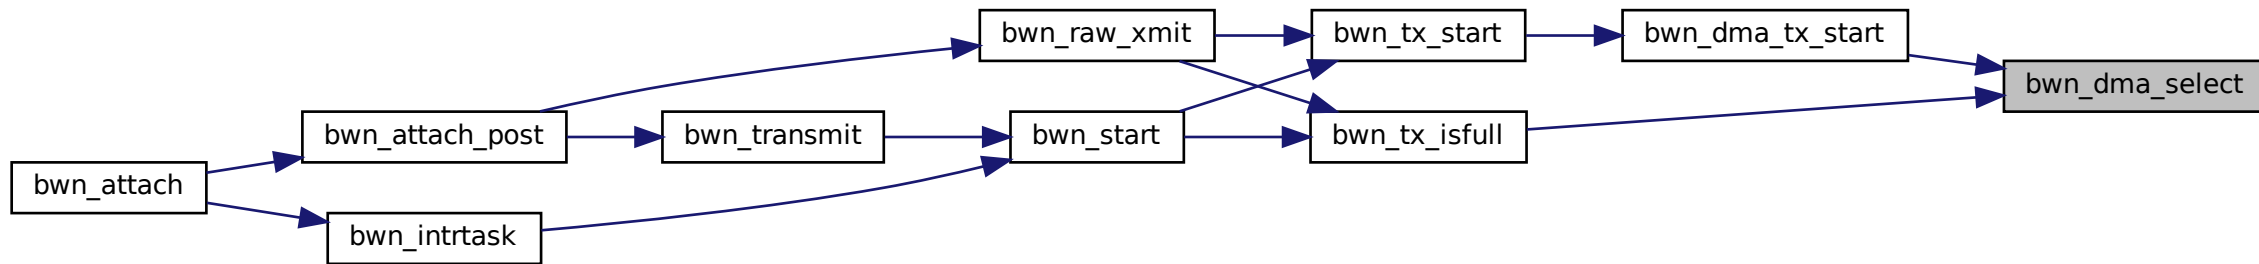 bwn_raw_xmit
bwn_tx_start
bwn_dma_tx_start
bwn_dma_select
bwn_attach_post
bwn_transmit
bwn_start
bwn_tx_isfull
bwn_attach
bwn_intrtask